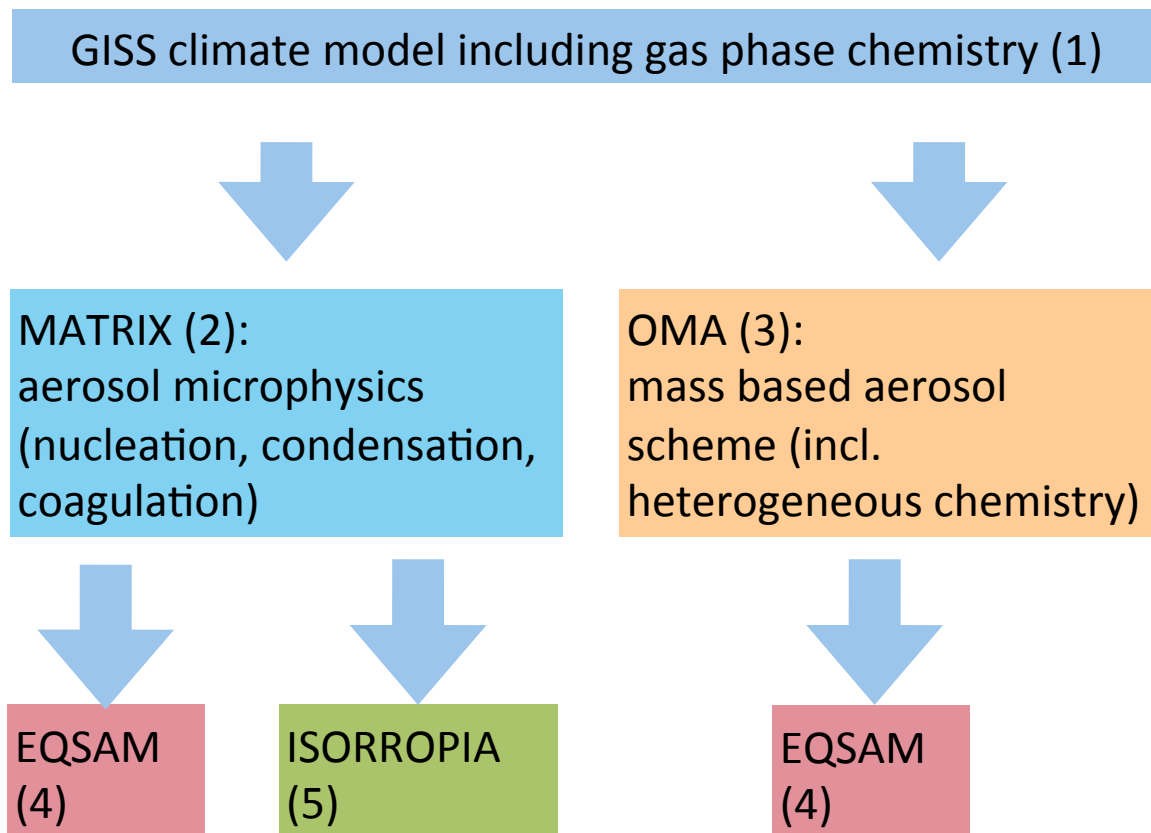 GISS climate model including gas phase chemistry (1)
MATRIX (2):
aerosol microphysics
(nucleation, condensation,
coagulation)
OMA (3):
mass based aerosol
scheme (incl.
heterogeneous chemistry)
EQSAM
(4)
ISORROPIA
(5)
EQSAM
(4)